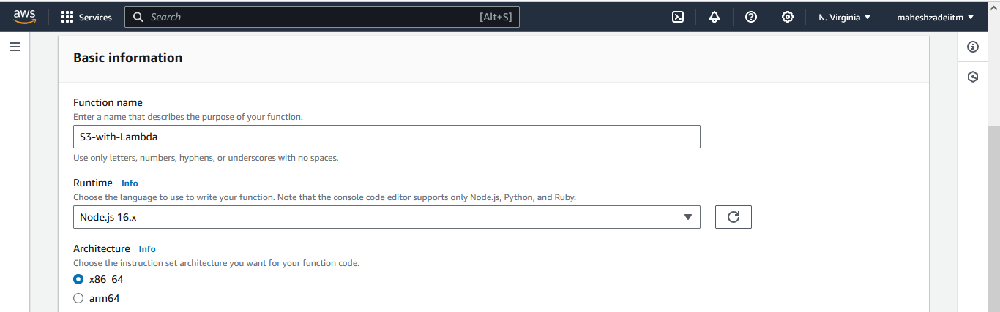 aws Services Search [Alt+S] N. Virginia maheshzadeiitm
Basic information
Function name
Enter a name that describes the purpose of your function.
S3-with-Lambda
Use only letters, numbers, hyphens, or underscores with no spaces.
Runtime Info
Choose the language to use to write your function. Note that the console code editor supports only Node.js, Python, and Ruby.
Node.js 16.x
Architecture Info
Choose the instruction set architecture you want for your function code.
x86_64
arm64